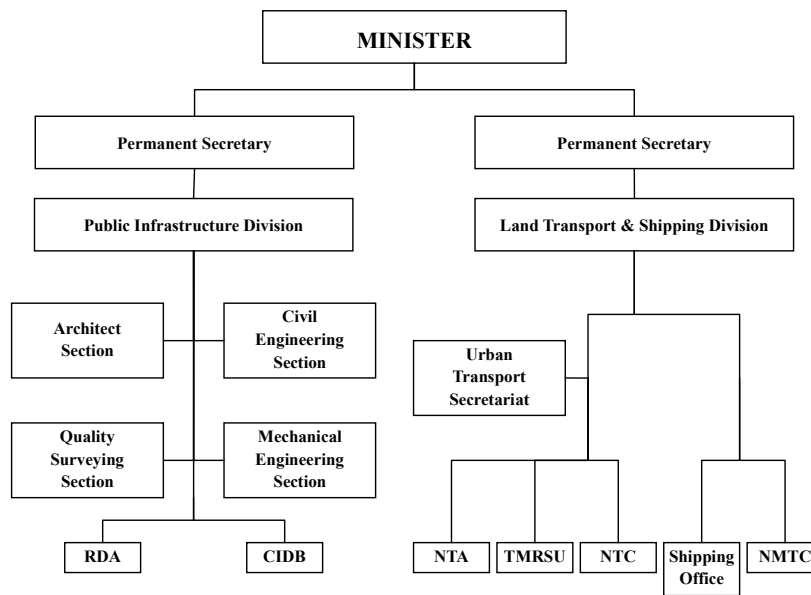 MINISTER
Permanent Secretary
Permanent Secretary
Public Infrastructure Division
Land Transport & Shipping Division
Architect
Section
Civil
Engineering
Section
Urban
Transport
Secretariat
Quality
Surveying
Section
Mechanical
Engineering
Section
RDA
CIDB
NTA
TMRSU
NTC
Shipping
Office
NMTC